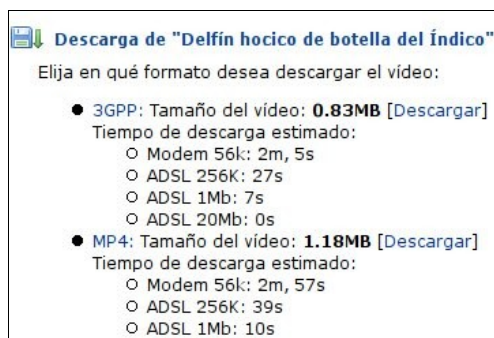 Descarga de "Delfín hocico de botella del Índico"
Elija en qué formato desea descargar el vídeo:
3GPP: Tamaño del vídeo: 0.83MB [Descargar]
Tiempo de descarga estimado:
Modem 56k: 2m, 5s
ADSL 256K: 27s
ADSL 1Mb: 7s
ADSL 20Mb: 0s
MP4: Tamaño del vídeo: 1.18MB [Descargar]
Tiempo de descarga estimado:
Modem 56k: 2m, 57s
ADSL 256K: 39s
ADSL 1Mb: 10s